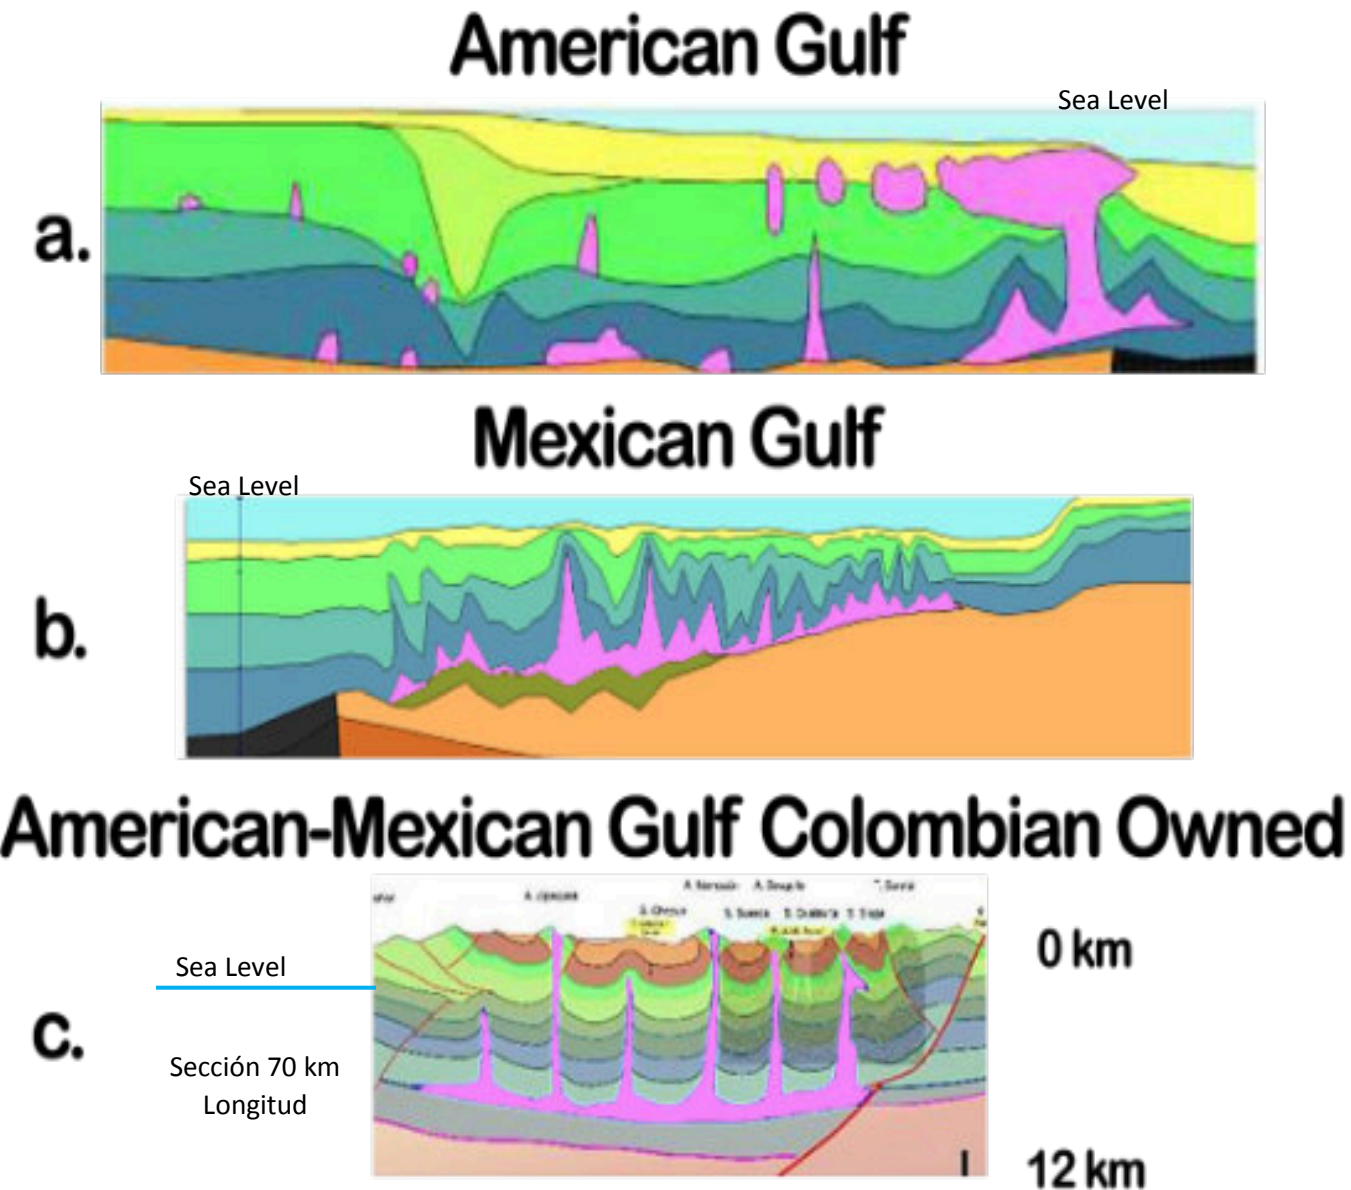 American Gulf
Sea Level
a.
Mexican Gulf
Sea Level
b.
American-Mexican Gulf Colombian Owned
0 km
Sea Level
c.
Sección 70 km
Longitud
12 km